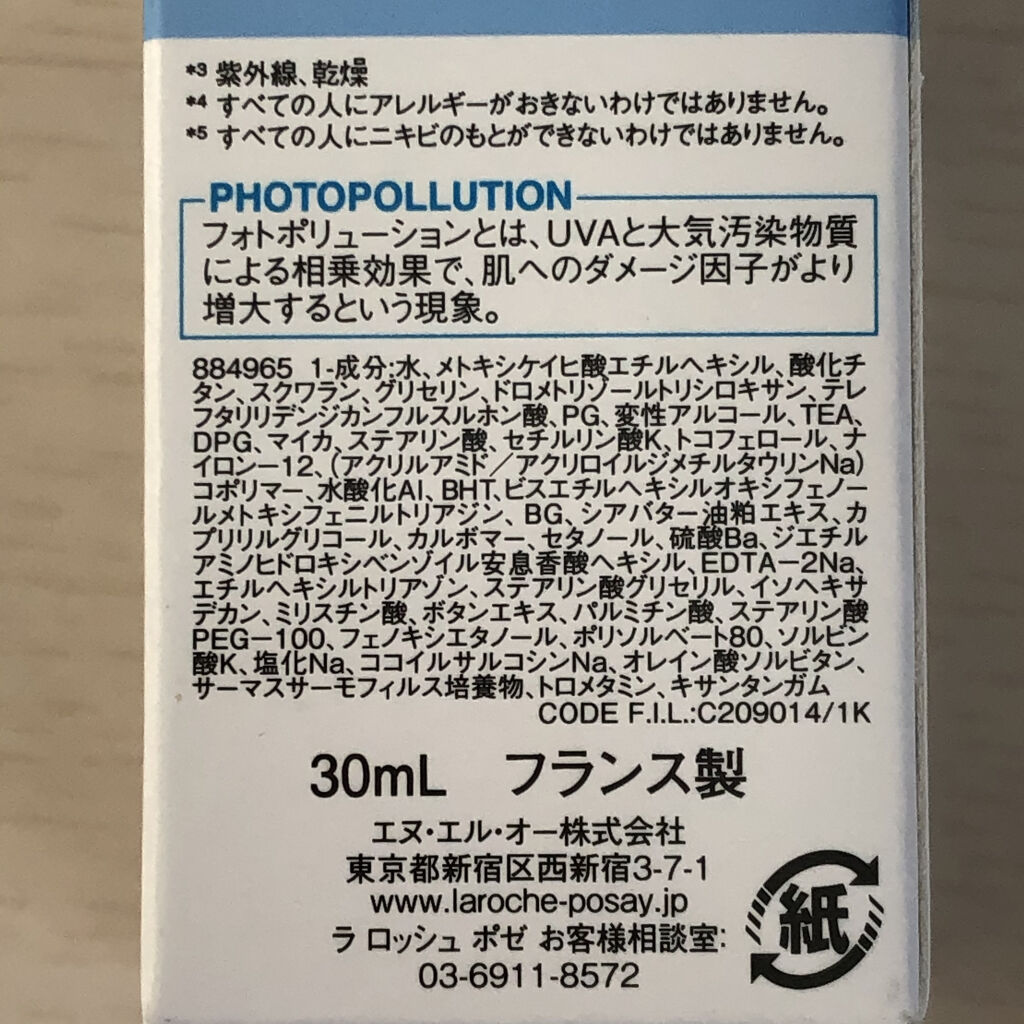 *3 紫外線、乾燥
*4 すべての人にアレルギーがおきないわけではありません。
*5 すべての人にニキビのもとができないわけではありません。
PHOTOPOLLUTION
フォトポリューションとは、UVAと大気汚染物質
による相乗効果で、肌へのダメージ因子がより
増大するという現象。
884965 1-成分:水、メトキシケイヒ酸エチルヘキシル、酸化チ
タン、スクワラン、グリセリン、ドロメトリゾールトリシロキサン、テレ
フタリリデンジカンフルスルホン酸、PG、変性アルコール、TEA、
DPG、マイカ、ステアリン酸、セチルリン酸K、トコフェロール、ナ
イロン－12、（アクリルアミド／アクリロイルジメチルタウリンNa）
コポリマー、水酸化Al、BHT、ビスエチルヘキシルオキシフェノー
ルメトキシフェニルトリアジン、BG、シアバター油粕エキス、カ
プリリルグリコール、カルボマー、セタノール、硫酸Ba、ジエチル
アミノヒドロキシベンゾイル安息香酸ヘキシル、EDTA－2Na、
エチルヘキシルトリアゾン、ステアリン酸グリセリル、イソヘキサ
デカン、ミリスチン酸、ボタンエキス、パルミチン酸、ステアリン酸
PEG－100、フェノキシエタノール、ポリソルベート80、ソルビン
酸K、塩化Na、ココイルサルコシンNa、オレイン酸ソルビタン、
サーマスサーモフィルス培養物、トロメタミン、キサンタンガム
CODE F.I.L.:C209014/1K
30mL フランス製
エヌ・エル・オー株式会社
東京都新宿区西新宿3-7-1
www.laroche-posay.jp
ラ ロッシュ ポゼ お客様相談室:
03-6911-8572
紙